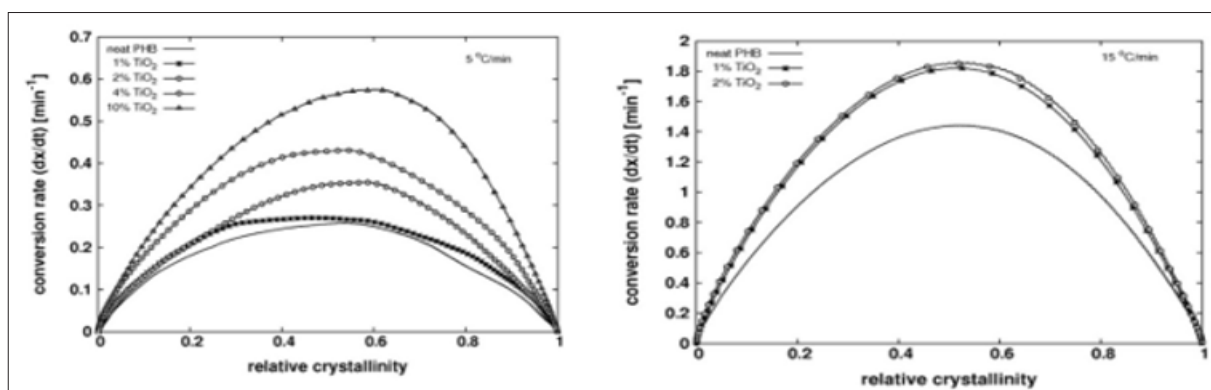 0.7
0.6
0.5
0.4
0.3
0.2
0.1
0
conversion rate (dx/dt) [min⁻¹]
neat PHB
1% TiO₂
2% TiO₂
4% TiO₂
10% TiO₂
5 °C/min
0.0 0.2 0.4 0.6 0.8 1.0
relative crystallinity
2
1.8
1.6
1.4
1.2
1
0.8
0.6
0.4
0.2
0
conversion rate (dx/dt) [min⁻¹]
neat PHB
1% TiO₂
2% TiO₂
15 °C/min
0 0.2 0.4 0.6 0.8 1
relative crystallinity